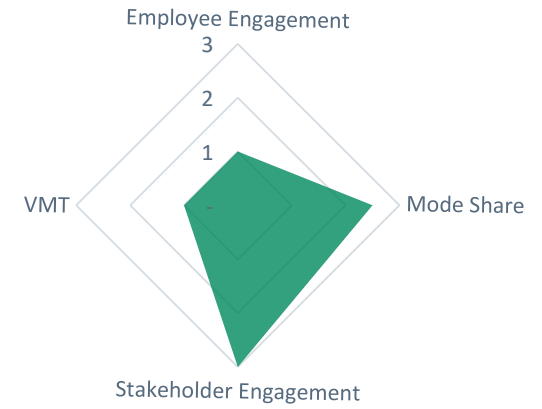 Employee Engagement
3
2
1
VMT
-
Mode Share
Stakeholder Engagement